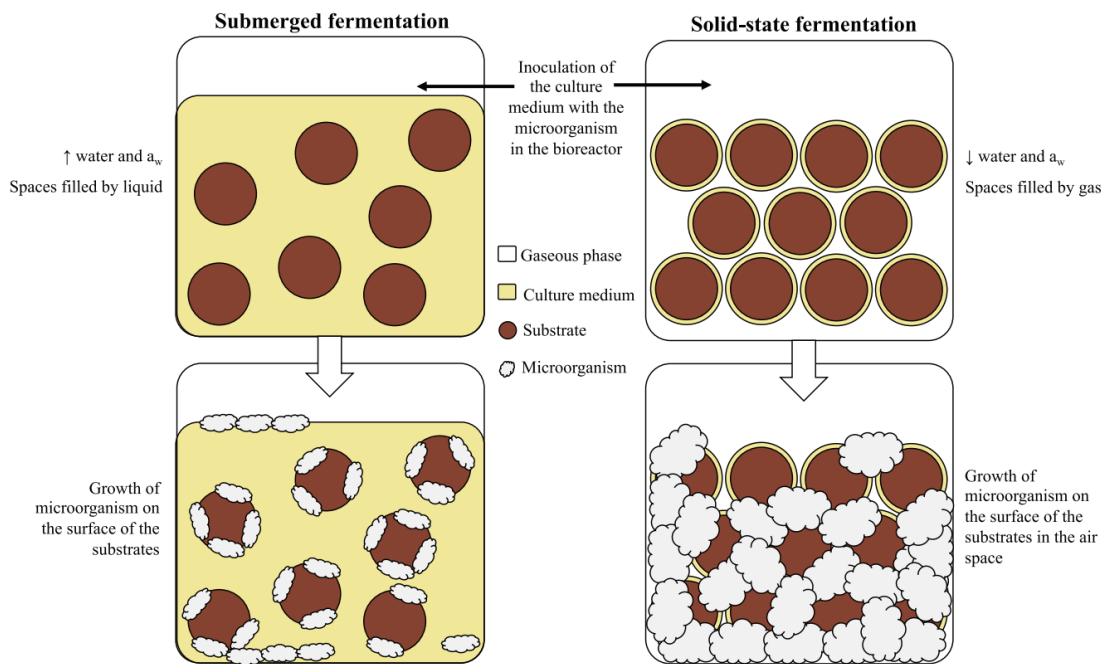 Submerged fermentation
Solid-state fermentation
Inoculation of
the culture
medium with the
microorganism
in the bioreactor
↑ water and a_w
Spaces filled by liquid
↓ water and a_w
Spaces filled by gas
Gaseous phase
Culture medium
Substrate
Microorganism
Growth of
microorganism on
the surface of the
substrates
Growth of
microorganism on
the surface of the
substrates in the air
space